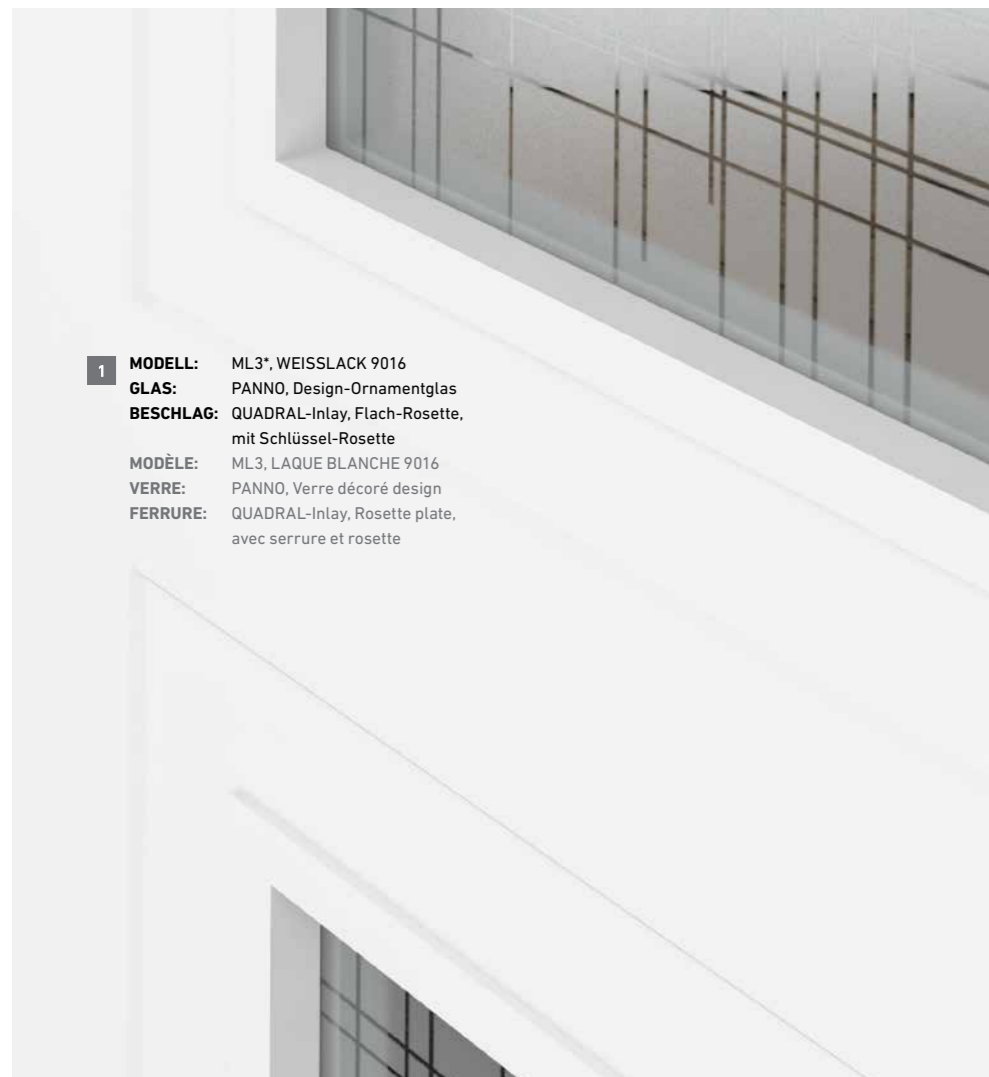 1 MODELL: ML3*, WEISSLACK 9016
GLAS: PANNO, Design-Ornamentglas
BESCHLAG: QUADRAL-Inlay, Flach-Rosette,
mit Schlüssel-Rosette
MODÈLE: ML3, LAQUE BLANCHE 9016
VERRE: PANNO, Verre décoré design
FERRURE: QUADRAL-Inlay, Rosette plate,
avec serrure et rosette